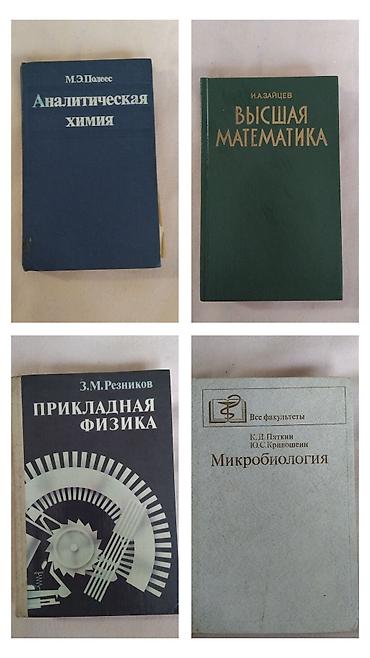 М.Э.Полеес
Аналитическая
химия
И.А.ЗАЙЦЕВ
ВЫСШАЯ
МАТЕМАТИКА
З.М.Резников
ПРИКЛАДНАЯ
ФИЗИКА
Все факультеты
К.Д.Пяткин
Ю.С.Кривошеин
Микробиология